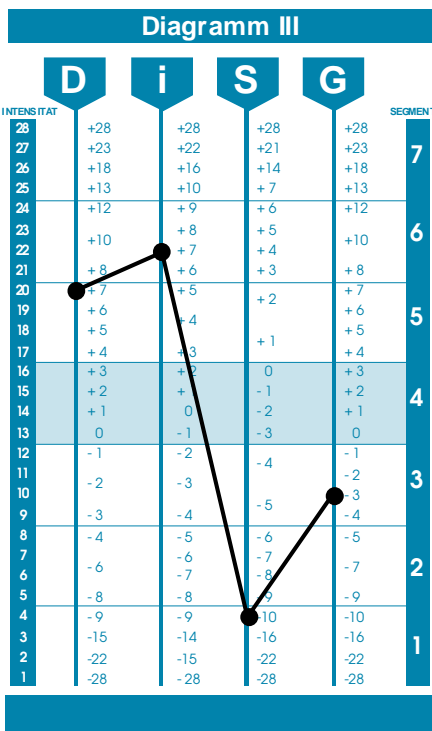 Diagramm III
D i S G
INTENSITAT SEGMENT
28 +28 +28 +28 +28
27 +23 +22 +21 +23 7
26 +18 +16 +14 +18
25 +13 +10 + 7 +13
24 +12 + 9 + 6 +12
23 + 8 + 5 6
+10 +10
22 + 7 + 4
21 + 8 + 6 + 3 + 8
20 + 7 + 5 + 7
+ 2
19 + 6 + 6
+ 4 5
18 + 5 + 5
+ 1
17 + 4 + 3 + 4
16 + 3 + 2 0 + 3
15 + 2 + - 1 + 2 4
14 + 1 0 - 2 + 1
13 0 - 1 - 3 0
12 - 1 - 2 - 1
- 4
11 - 2
- 2 - 3 3
10 - 3
- 5
9 - 3 - 4 - 4
8 - 4 - 5 - 6 - 5
7 - 6 - 7
- 6 - 7 2
6 - 7 - 8
5 - 8 - 8 - 9 - 9
4 - 9 - 9 -10 -10
3 -15 -14 -16 -16 1
2 -22 -15 -22 -22
1 -28 - 28 -28 -28